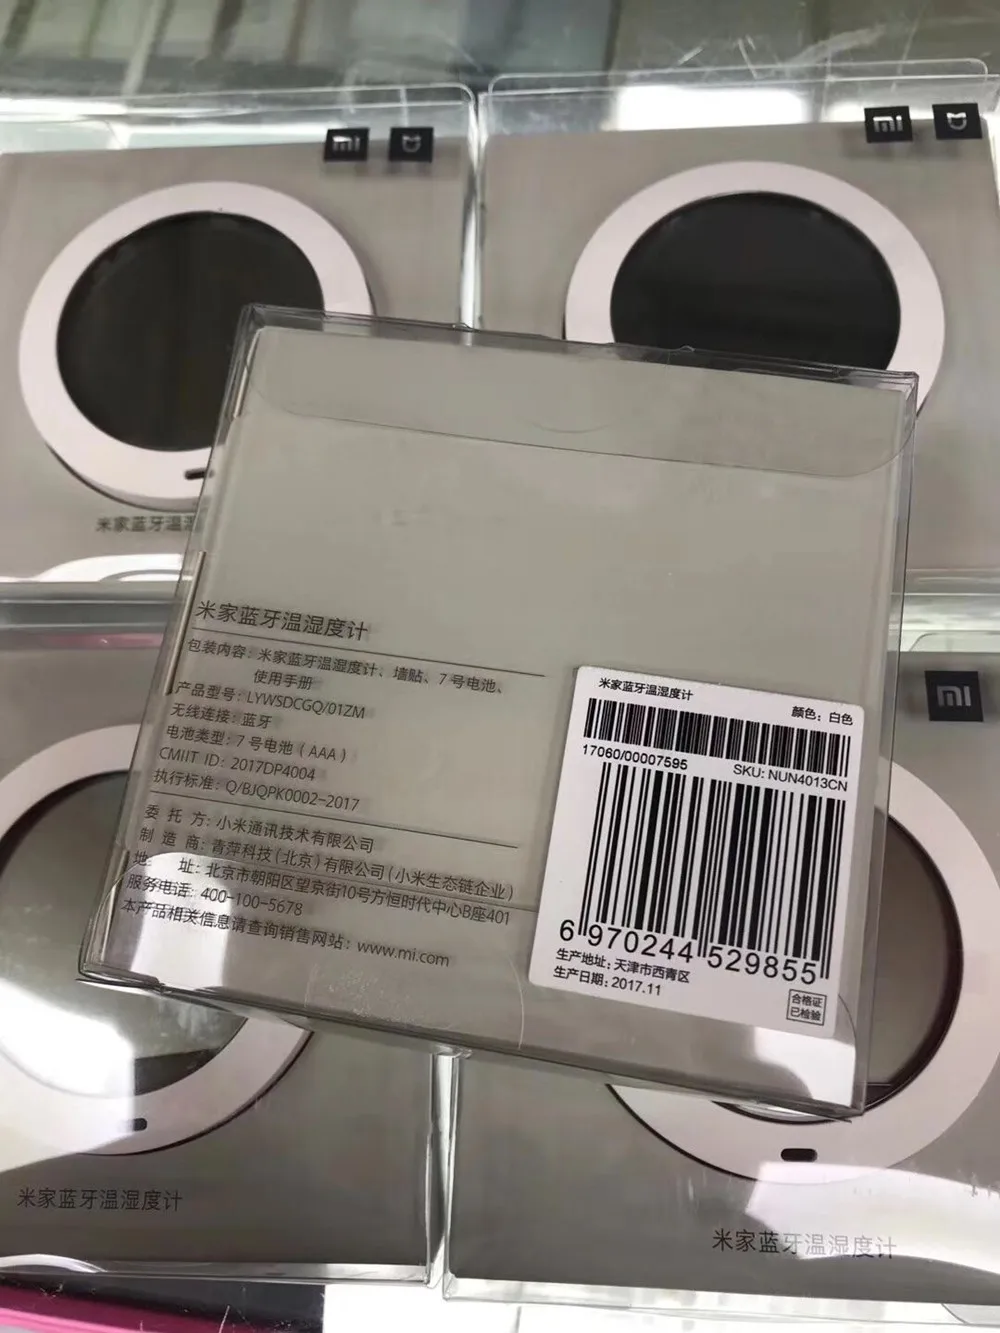 mi
mi
米家蓝牙温湿
米家蓝牙温湿度计
包装内容: 米家蓝牙温湿度计、墙贴、7号电池、
使用手册
产品型号: LYWSDCGQ/01ZM
无线连接: 蓝牙
电池类型: 7号电池 (AAA)
CMIIT ID: 2017DP4004
执行标准: Q/BJQPK0002-2017
委托方: 小米通讯技术有限公司
制造商: 青萍科技(北京)有限公司(小米生态链企业)
地址: 北京市朝阳区望京街10号方恒时代中心B座401
服务电话: 400-100-5678
本产品相关信息请查询销售网站: www.mi.com
米家蓝牙温湿度计
颜色: 白色
17060/00007595
SKU: NUN4013CN
6 970244 529855
生产地址: 天津市西青区
生产日期: 2017.11
合格证
已检验
mi
米家蓝牙温湿度计
米家蓝牙温湿度计